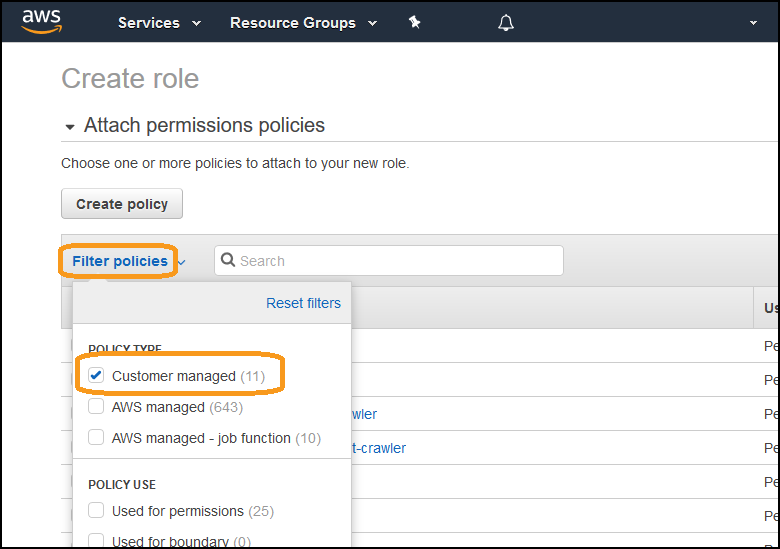 aws Services Resource Groups
Create role
Attach permissions policies
Choose one or more policies to attach to your new role.
Create policy
Filter policies Search
Reset filters
Us
POLICY TYPE
Pe
Customer managed (11)
Pe
AWS managed (643)
wler Pe
AWS managed - job function (10)
t-crawler Pe
Pe
POLICY USE
Used for permissions (25)
Pe
Used for boundary (0)
Pe